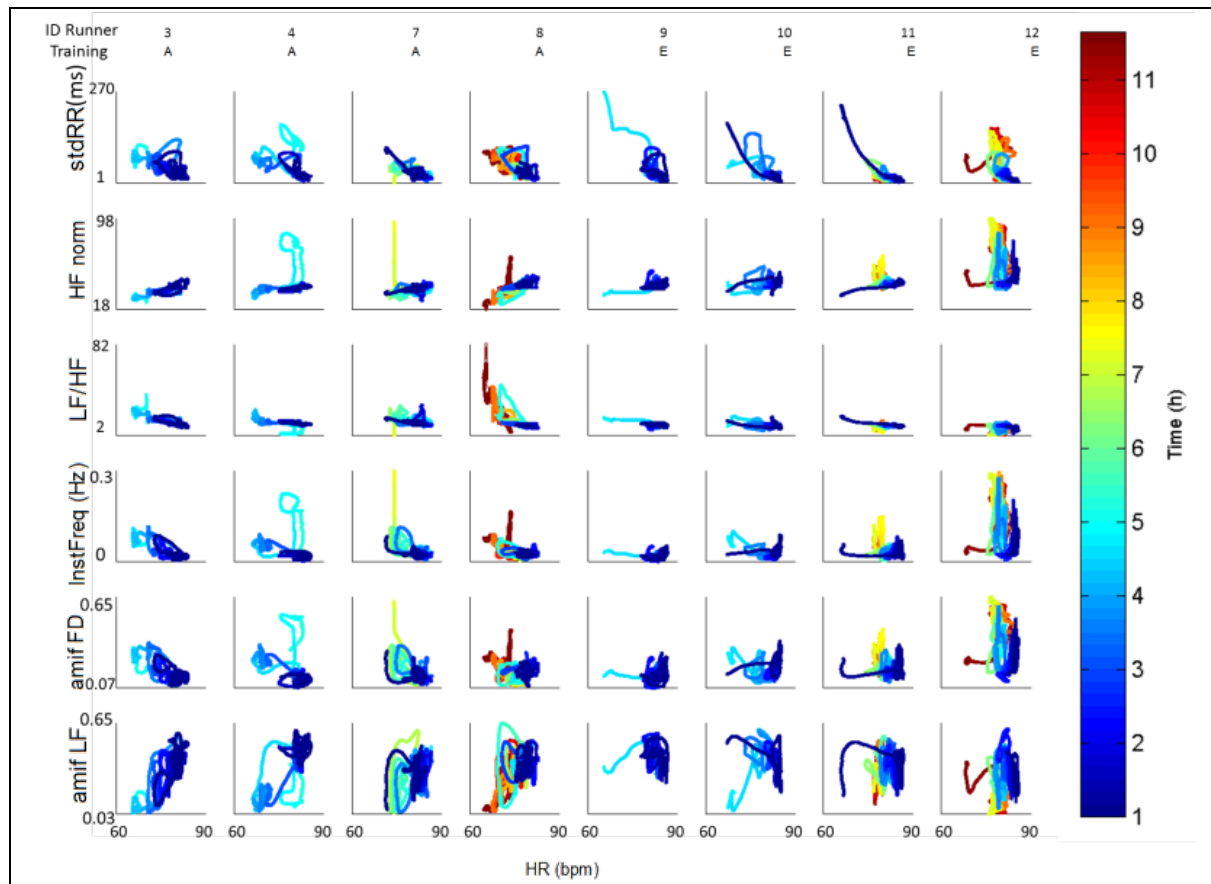 ID Runner 3 4 7 8 9 10 11 12
Training A A A A E E E E
stdRR(ms)
270
1
HF norm
98
18
LF/HF
82
2
InstFreq (Hz)
0.3
0
amif FD
0.65
0.07
amif LF
0.65
0.03
60 90 60 90 60 90 60 90 60 90 60 90 60 90 60 90
HR (bpm)
11
10
9
8
7
6
5
4
3
2
1
Time (h)